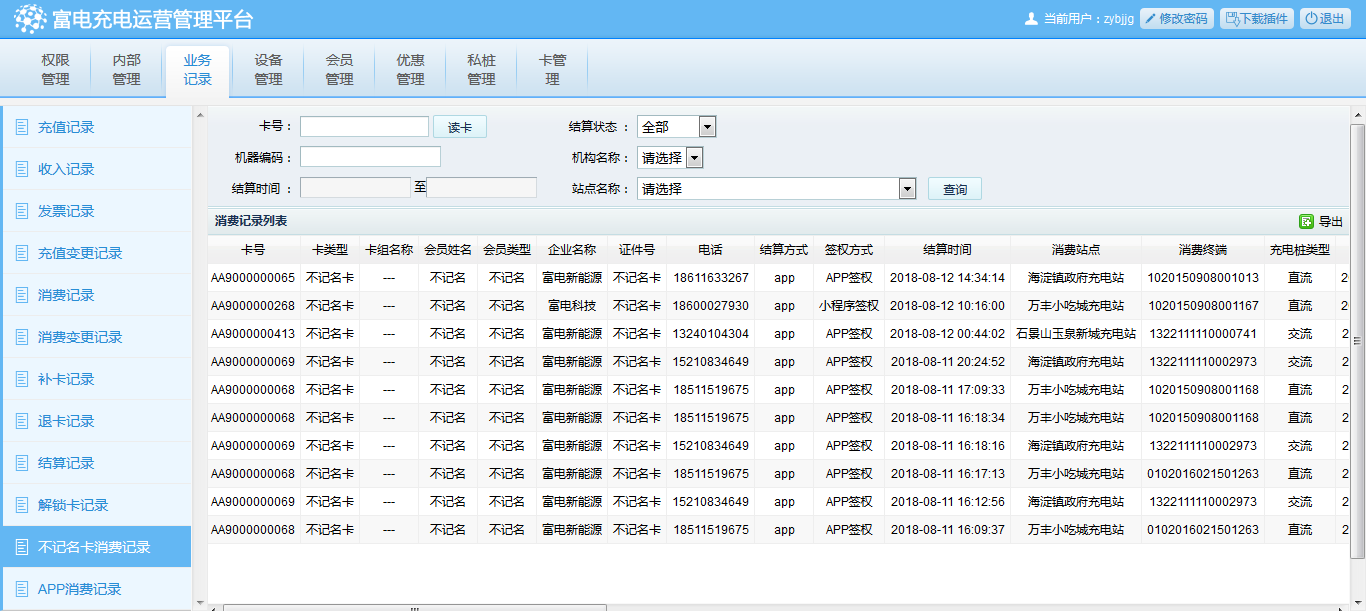 富电充电运营管理平台
当前用户：zybjjg 修改密码 下载插件 退出
权限管理 内部管理 业务记录 设备管理 会员管理 优惠管理 私桩管理 卡管理
充值记录
收入记录
发票记录
充值变更记录
消费记录
消费变更记录
补卡记录
退卡记录
结算记录
解锁卡记录
不记名卡消费记录
APP消费记录
卡号： 读卡 结算状态： 全部
机器编码： 机构名称： 请选择
结算时间： 至 站点名称： 请选择 查询
消费记录列表 导出
卡号 卡类型 卡组名称 会员姓名 会员类型 企业名称 证件号 电话 结算方式 签权方式 结算时间 消费站点 消费终端 充电桩类型
AA9000000065 不记名卡 --- 不记名 不记名 富电新能源 不记名卡 18611633267 app APP签权 2018-08-12 14:34:14 海淀镇政府充电站 1020150908001013 直流 2
AA9000000268 不记名卡 --- 不记名 不记名 富电科技 不记名卡 18600027930 app 小程序签权 2018-08-12 10:16:00 万丰小吃城充电站 1020150908001167 直流 2
AA9000000413 不记名卡 --- 不记名 不记名 富电新能源 不记名卡 13240104304 app APP签权 2018-08-12 00:44:02 石景山玉泉新城充电站 1322111110000741 交流 2
AA9000000069 不记名卡 --- 不记名 不记名 富电新能源 不记名卡 15210834649 app APP签权 2018-08-11 20:24:52 海淀镇政府充电站 1322111110002973 交流 2
AA9000000068 不记名卡 --- 不记名 不记名 富电新能源 不记名卡 18511519675 app APP签权 2018-08-11 17:09:33 万丰小吃城充电站 1020150908001168 直流 2
AA9000000068 不记名卡 --- 不记名 不记名 富电新能源 不记名卡 18511519675 app APP签权 2018-08-11 16:18:34 万丰小吃城充电站 1020150908001168 直流 2
AA9000000069 不记名卡 --- 不记名 不记名 富电新能源 不记名卡 15210834649 app APP签权 2018-08-11 16:18:16 海淀镇政府充电站 1322111110002973 交流 2
AA9000000068 不记名卡 --- 不记名 不记名 富电新能源 不记名卡 18511519675 app APP签权 2018-08-11 16:17:13 万丰小吃城充电站 0102016021501263 直流 2
AA9000000069 不记名卡 --- 不记名 不记名 富电新能源 不记名卡 15210834649 app APP签权 2018-08-11 16:12:56 海淀镇政府充电站 1322111110002973 交流 2
AA9000000068 不记名卡 --- 不记名 不记名 富电新能源 不记名卡 18511519675 app APP签权 2018-08-11 16:09:37 万丰小吃城充电站 0102016021501263 直流 2